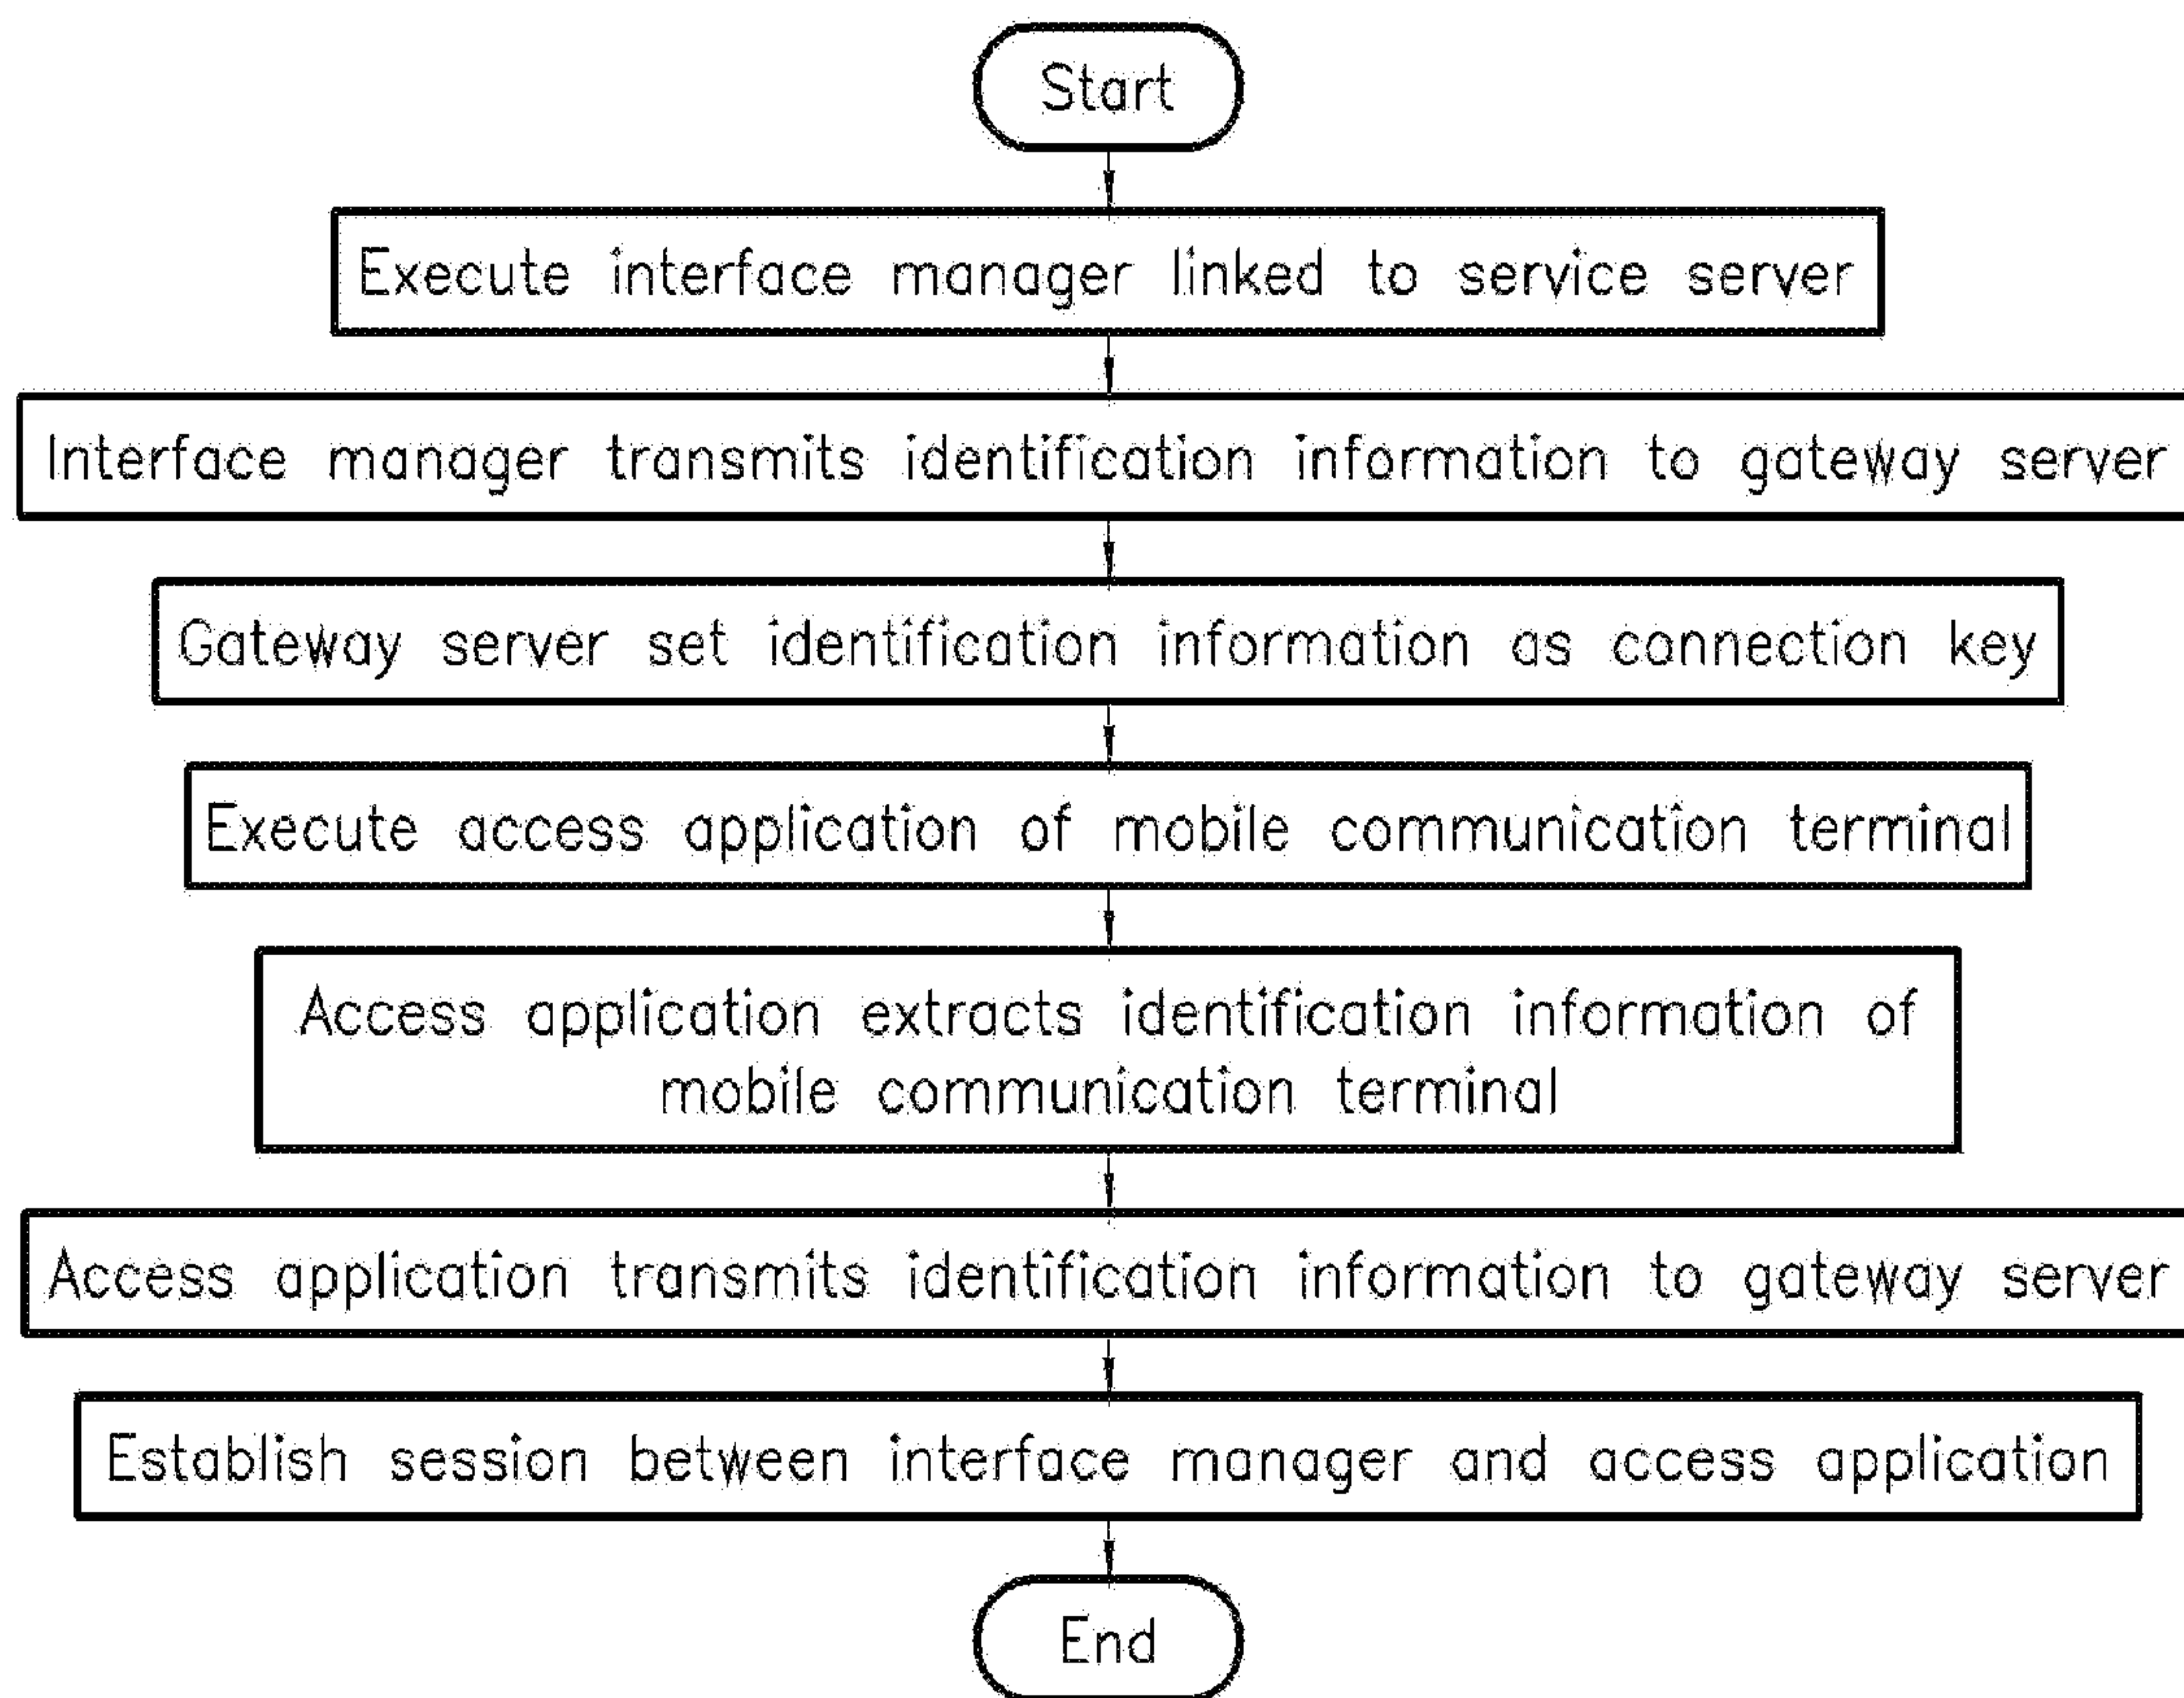 Start
Execute interface manager linked to service server
Interface manager transmits identification information to gateway server
Gateway server set identification information as connection key
Execute access application of mobile communication terminal
Access application extracts identification information of
mobile communication terminal
Access application transmits identification information to gateway server
Establish session between interface manager and access application
End